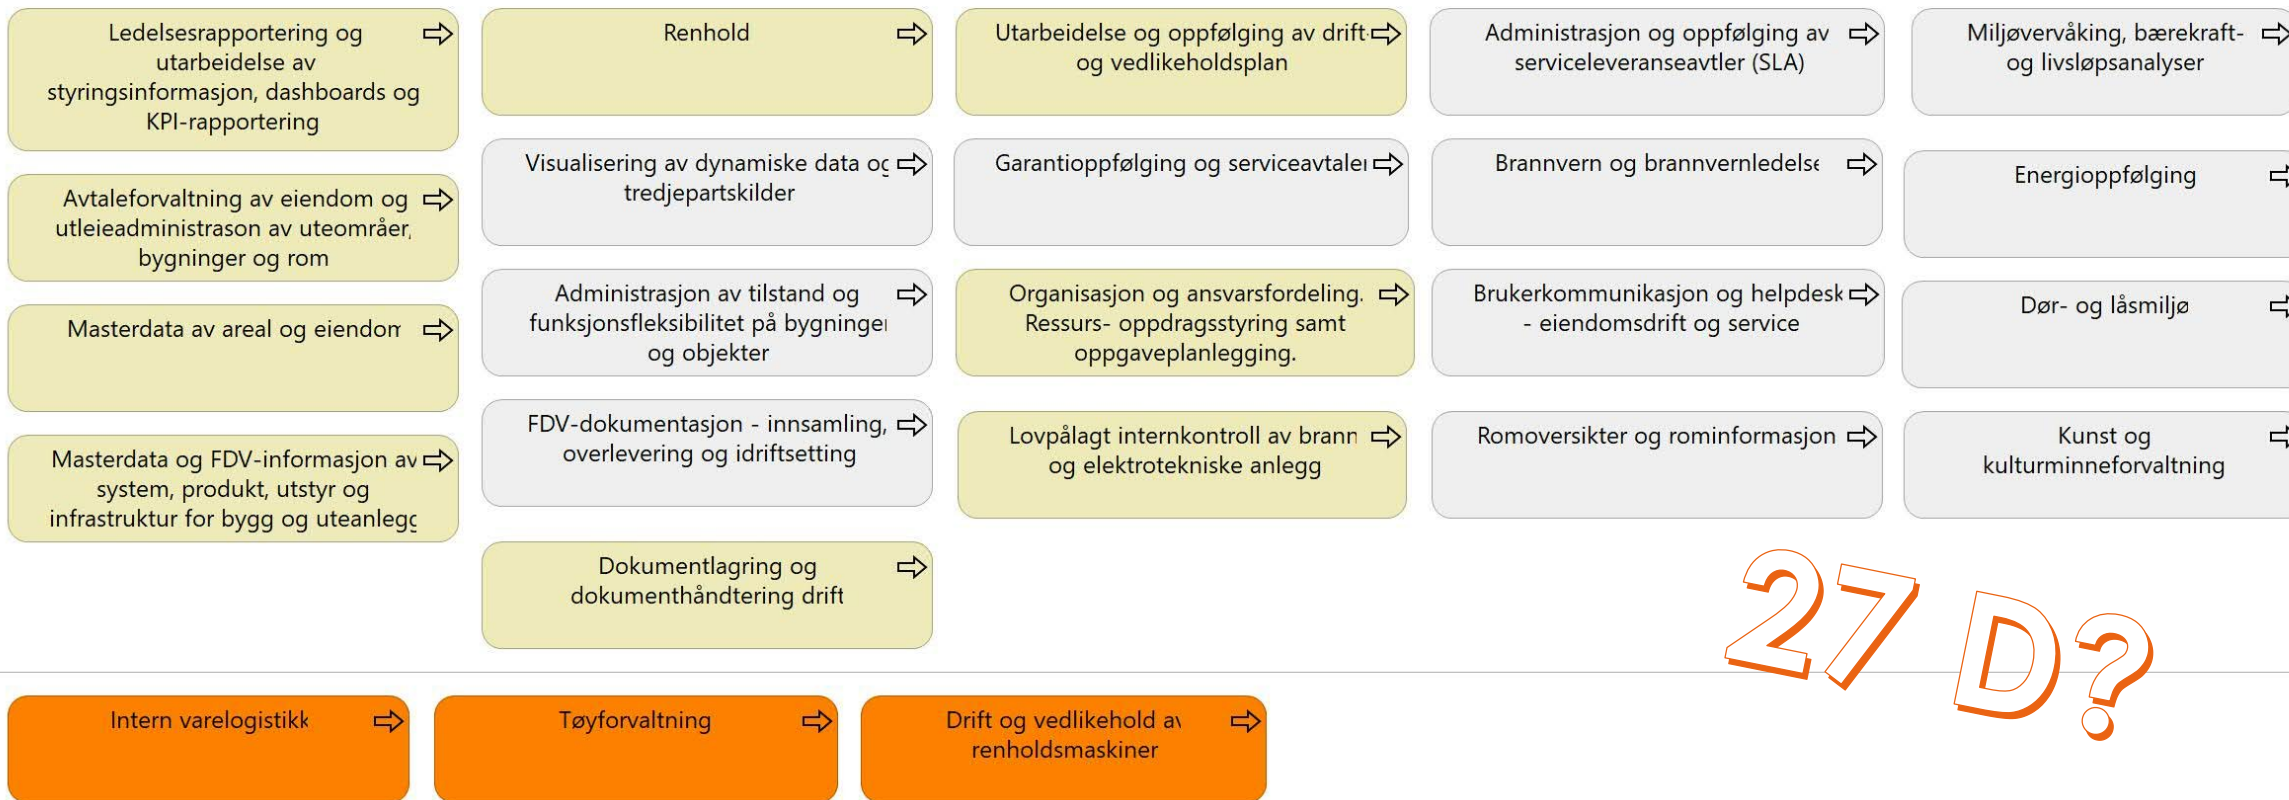 Ledelsesrapportering og
utarbeidelse av
styringsinformasjon, dashboards og
KPI-rapportering
Avtaleforvaltning av eiendom og
utleieadministrason av uteområer,
bygninger og rom
Masterdata av areal og eiendom
Masterdata og FDV-informasjon av
system, produkt, utstyr og
infrastruktur for bygg og uteanlegg
Renhold
Visualisering av dynamiske data og
tredjepartskilder
Administrasjon av tilstand og
funksjonsfleksibilitet på bygninger
og objekter
FDV-dokumentasjon - innsamling,
overlevering og idriftsetting
Dokumentlagring og
dokumenthåndtering drift
Utarbeidelse og oppfølging av drift-
og vedlikeholdsplan
Garantioppfølging og serviceavtaler
Organisasjon og ansvarsfordeling.
Ressurs- oppdragsstyring samt
oppgaveplanlegging.
Lovpålagt internkontroll av brann
og elektrotekniske anlegg
Administrasjon og oppfølging av
serviceleveranseavtler (SLA)
Brannvern og brannvernledelse
Brukerkommunikasjon og helpdesk
- eiendomsdrift og service
Romoversikter og rominformasjon
Miljøvervåking, bærekraft-
og livsløpsanalyser
Energioppfølging
Dør- og låsmiljø
Kunst og
kulturminneforvaltning
27 D?
Intern varelogistikk
Tøyforvaltning
Drift og vedlikehold av
renholdsmaskiner